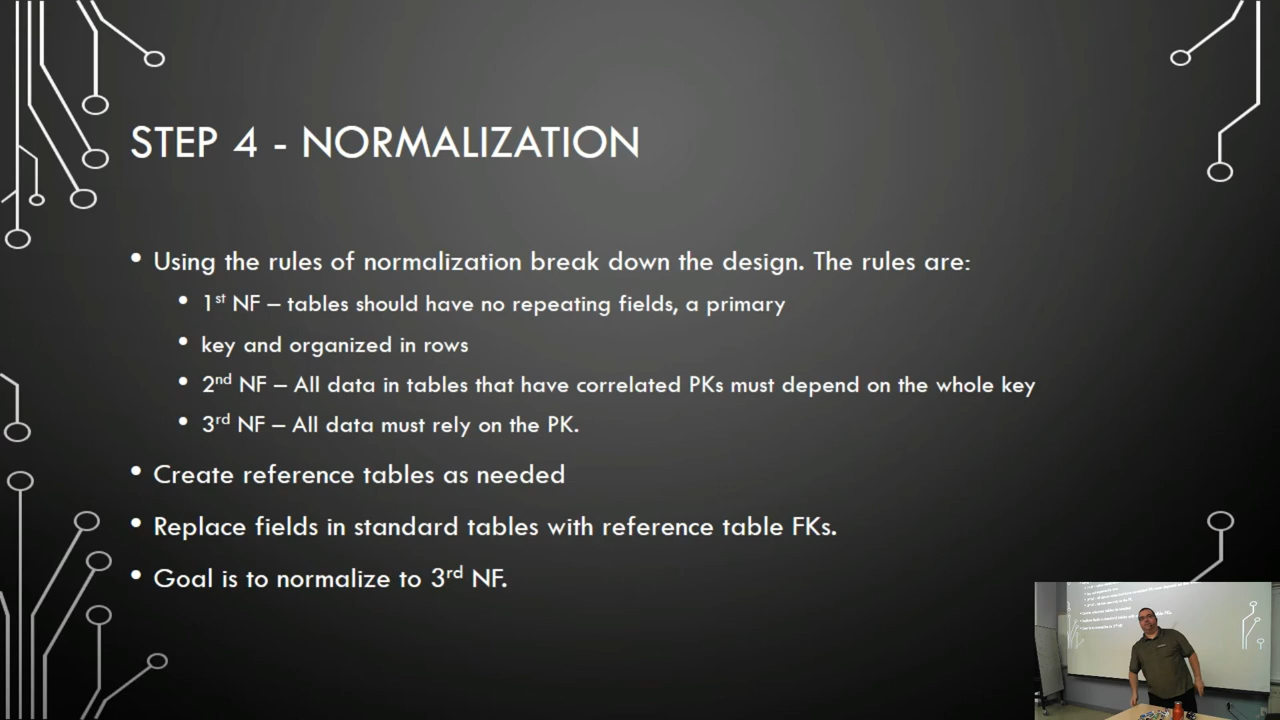 STEP 4 - NORMALIZATION
• Using the rules of normalization break down the design. The rules are:
• 1st NF – tables should have no repeating fields, a primary
• key and organized in rows
• 2nd NF – All data in tables that have correlated PKs must depend on the whole key
• 3rd NF – All data must rely on the PK.
• Create reference tables as needed
• Replace fields in standard tables with reference table FKs.
• Goal is to normalize to 3rd NF.